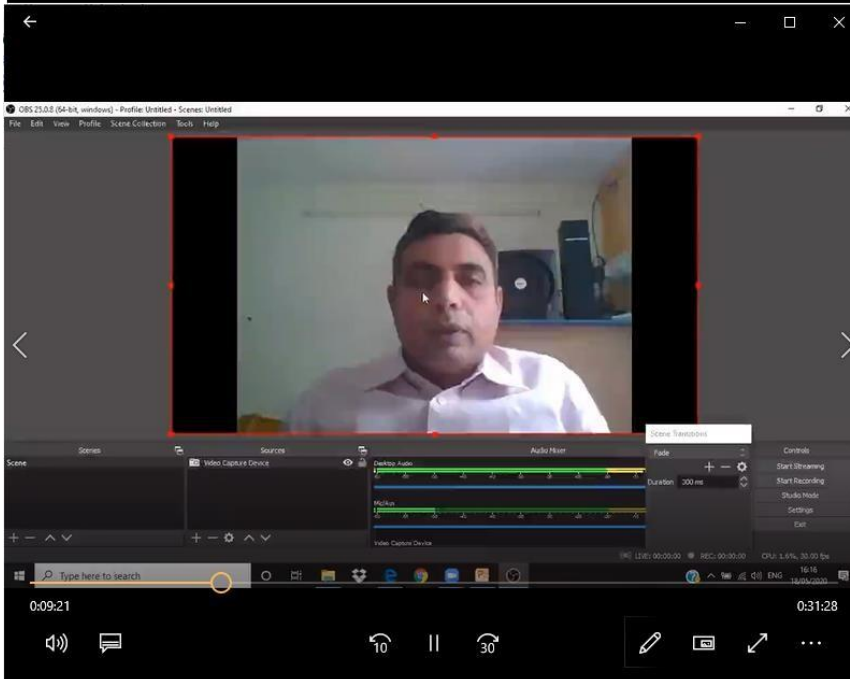 OBS 25.0.8 (64-bit, windows) - Profile: Untitled - Scenes: Untitled
File Edit View Profile Scene Collection Tools Help
Scenes Sources Audio Mixer Scene Transitions Controls
Scene Video Capture Device Desktop Audio Fade Start Streaming
Duration 300 ms Start Recording
Mic/Aux Studio Mode
Settings
Exit
Video Capture Device
LIVE: 00:00:00 REC: 00:00:00 CPU: 1.6%, 30.00 fps
Type here to search ENG 16:16
18/05/2020
0:09:21 0:31:28
10 30